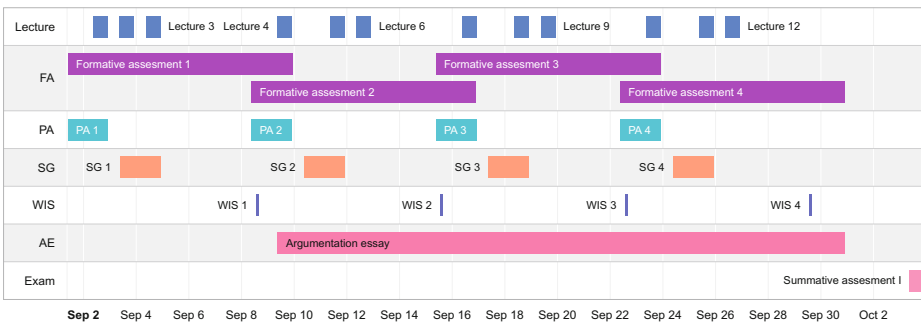 Lecture Lecture 3 Lecture 4 Lecture 6 Lecture 9 Lecture 12
FA
Formative assesment 1 Formative assesment 3
Formative assesment 2 Formative assesment 4
PA PA 1 PA 2 PA 3 PA 4
SG SG 1 SG 2 SG 3 SG 4
WIS WIS 1 WIS 2 WIS 3 WIS 4
AE Argumentation essay
Exam Summative assesment I
Sep 2 Sep 4 Sep 6 Sep 8 Sep 10 Sep 12 Sep 14 Sep 16 Sep 18 Sep 20 Sep 22 Sep 24 Sep 26 Sep 28 Sep 30 Oct 2